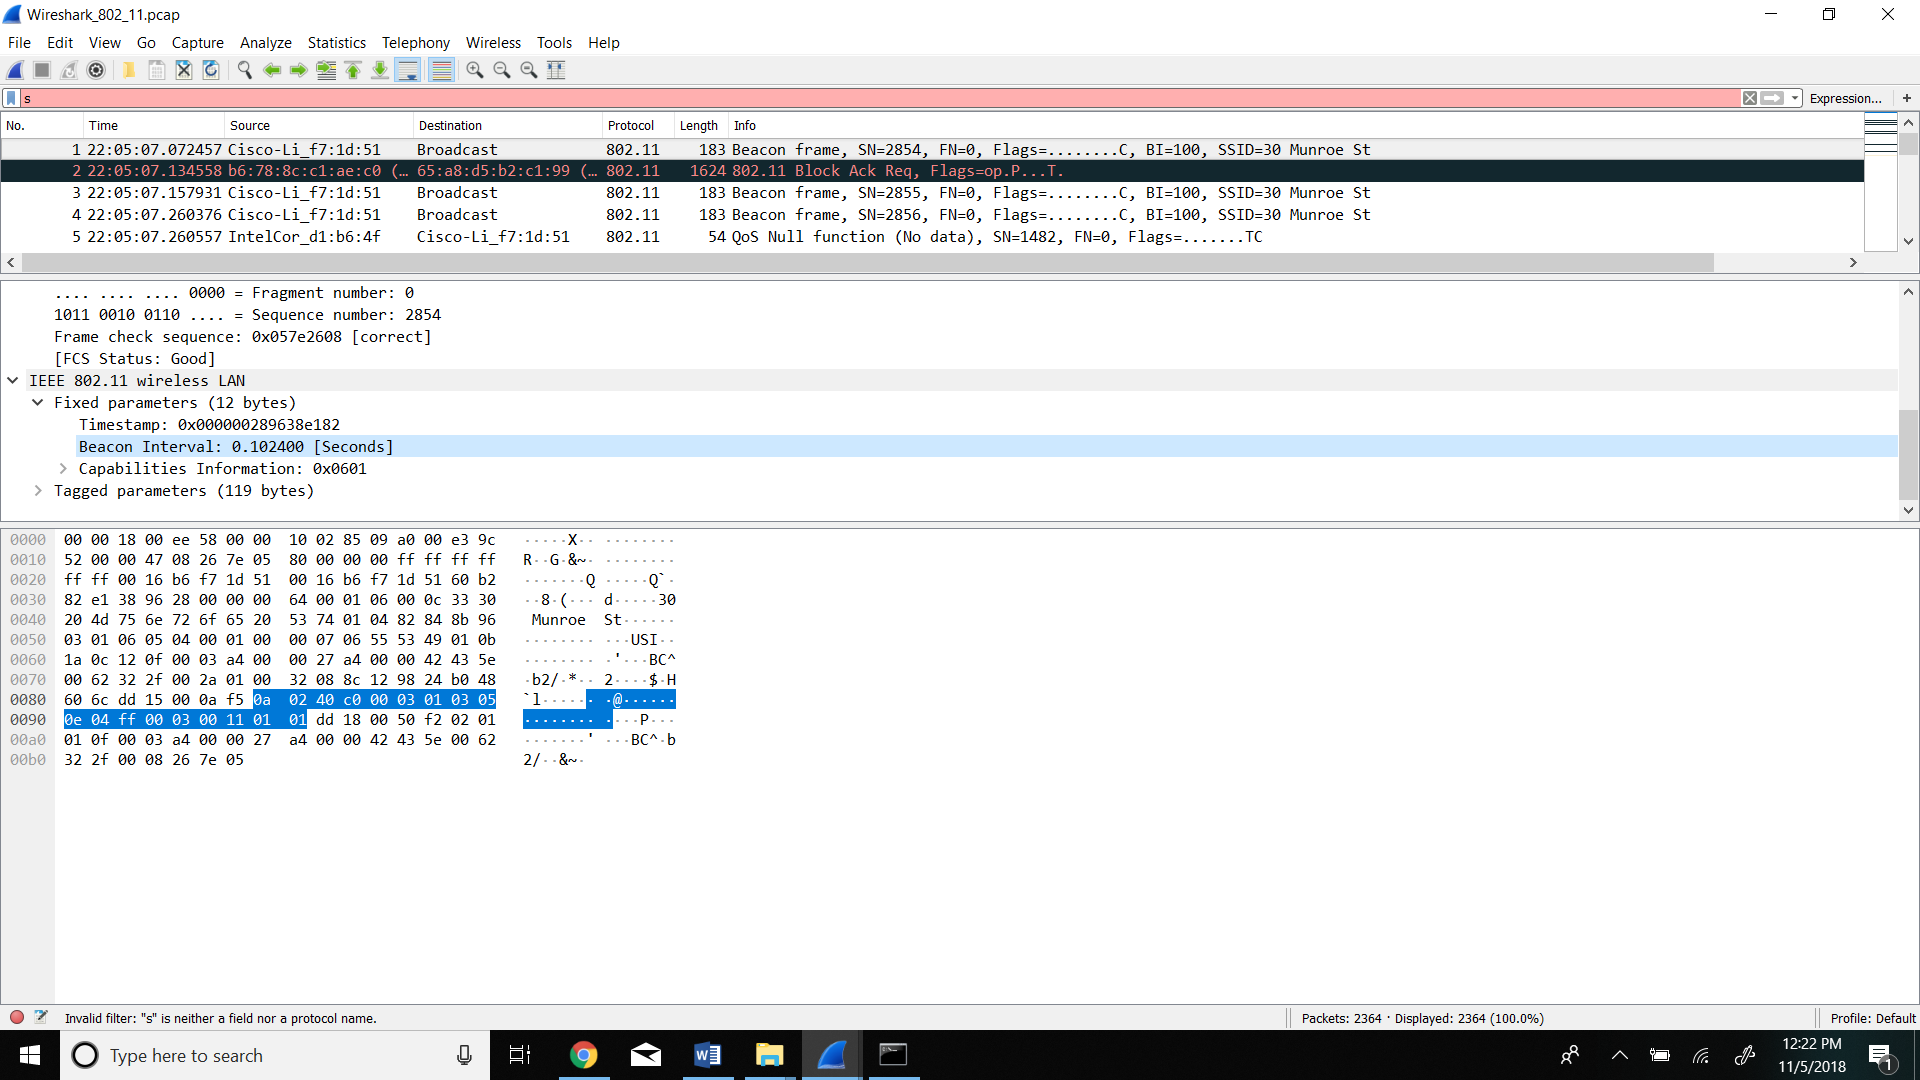 Wireshark_802_11.pcap
File Edit View Go Capture Analyze Statistics Telephony Wireless Tools Help
s Expression... +
No. Time Source Destination Protocol Length Info
1 22:05:07.072457 Cisco-Li_f7:1d:51 Broadcast 802.11 183 Beacon frame, SN=2854, FN=0, Flags=........C, BI=100, SSID=30 Munroe St
2 22:05:07.134558 b6:78:8c:c1:ae:c0 (… 65:a8:d5:b2:c1:99 (… 802.11 1624 802.11 Block Ack Req, Flags=op.P...T.
3 22:05:07.157931 Cisco-Li_f7:1d:51 Broadcast 802.11 183 Beacon frame, SN=2855, FN=0, Flags=........C, BI=100, SSID=30 Munroe St
4 22:05:07.260376 Cisco-Li_f7:1d:51 Broadcast 802.11 183 Beacon frame, SN=2856, FN=0, Flags=........C, BI=100, SSID=30 Munroe St
5 22:05:07.260557 IntelCor_d1:b6:4f Cisco-Li_f7:1d:51 802.11 54 QoS Null function (No data), SN=1482, FN=0, Flags=.......TC
.... .... .... 0000 = Fragment number: 0
1011 0010 0110 .... = Sequence number: 2854
Frame check sequence: 0x057e2608 [correct]
[FCS Status: Good]
IEEE 802.11 wireless LAN
Fixed parameters (12 bytes)
Timestamp: 0x000000289638e182
Beacon Interval: 0.102400 [Seconds]
Capabilities Information: 0x0601
Tagged parameters (119 bytes)
0000 00 00 18 00 ee 58 00 00 10 02 85 09 a0 00 e3 9c ·····X·· ········
0010 52 00 00 47 08 26 7e 05 80 00 00 00 ff ff ff ff R··G·&~· ········
0020 ff ff 00 16 b6 f7 1d 51 00 16 b6 f7 1d 51 60 b2 ·······Q ·····Q`·
0030 82 e1 38 96 28 00 00 00 64 00 01 06 00 0c 33 30 ··8·(··· d·····30
0040 20 4d 75 6e 72 6f 65 20 53 74 01 04 82 84 8b 96 Munroe St······
0050 03 01 06 05 04 00 01 00 00 07 06 55 53 49 01 0b ········ ···USI··
0060 1a 0c 12 0f 00 03 a4 00 00 27 a4 00 00 42 43 5e ········ ·'···BC^
0070 00 62 32 2f 00 2a 01 00 32 08 8c 12 98 24 b0 48 ·b2/·*·· 2····$·H
0080 60 6c dd 15 00 0a f5 0a 02 40 c0 00 03 01 03 05 `l······ ·@······
0090 0e 04 ff 00 03 00 11 01 01 dd 18 00 50 f2 02 01 ········ ····P···
00a0 01 0f 00 03 a4 00 00 27 a4 00 00 42 43 5e 00 62 ·······' ···BC^·b
00b0 32 2f 00 08 26 7e 05 2/··&~·
Invalid filter: "s" is neither a field nor a protocol name. Packets: 2364 · Displayed: 2364 (100.0%) Profile: Default
Type here to search
12:22 PM
11/5/2018
1